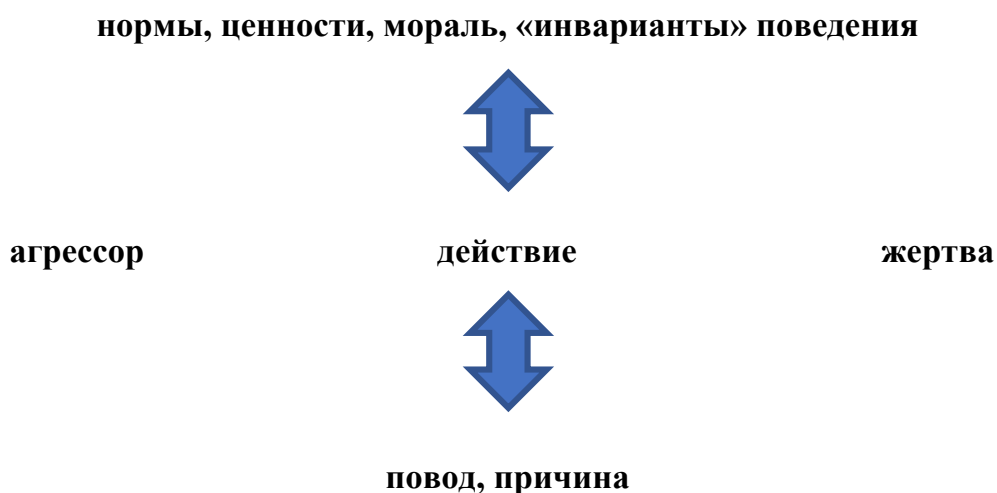 нормы, ценности, мораль, «инварианты» поведения
агрессор действие жертва
повод, причина